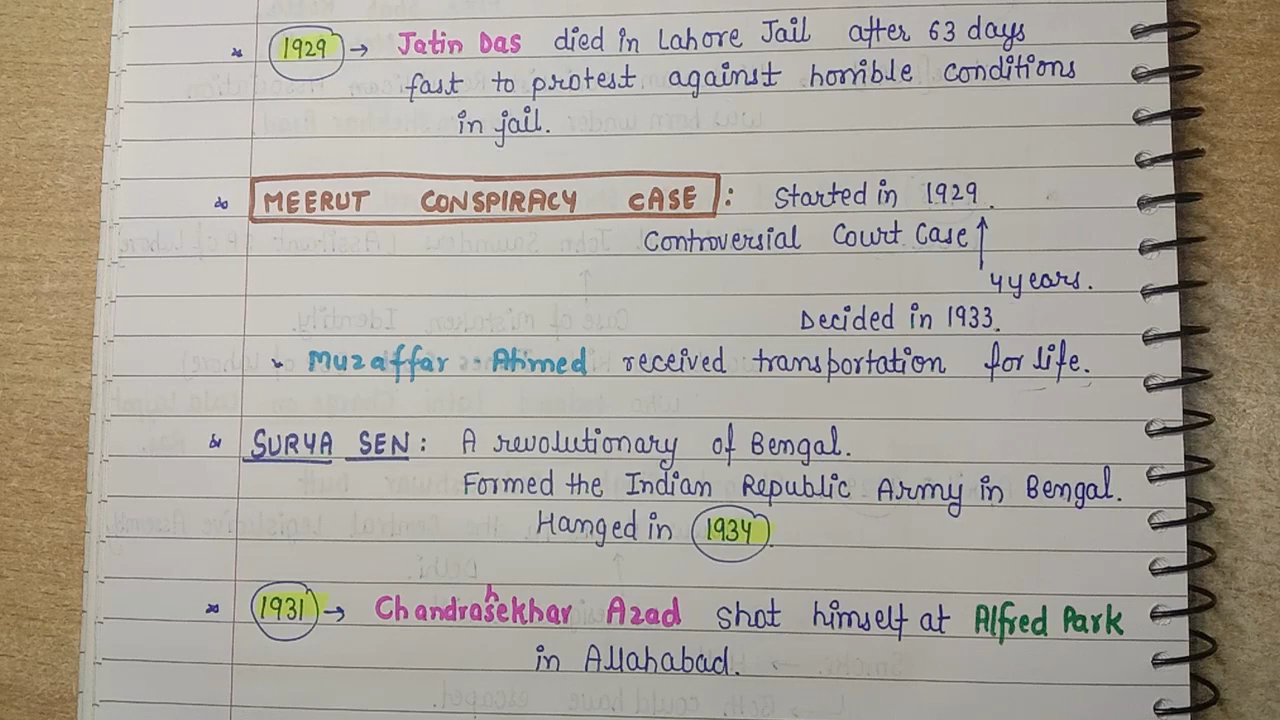 1929 → Jatin Das died in Lahore Jail after 63 days
fast to protest against horrible conditions
in jail.
MEERUT CONSPIRACY CASE : Started in 1929.
Controversial Court Case
4 years.
Decided in 1933.
Muzaffar Ahmed received transportation for life.
SURYA SEN : A revolutionary of Bengal.
Formed the Indian Republic Army in Bengal.
Hanged in 1934
1931 → Chandrashekhar Azad shot himself at Alfred Park
in Allahabad.